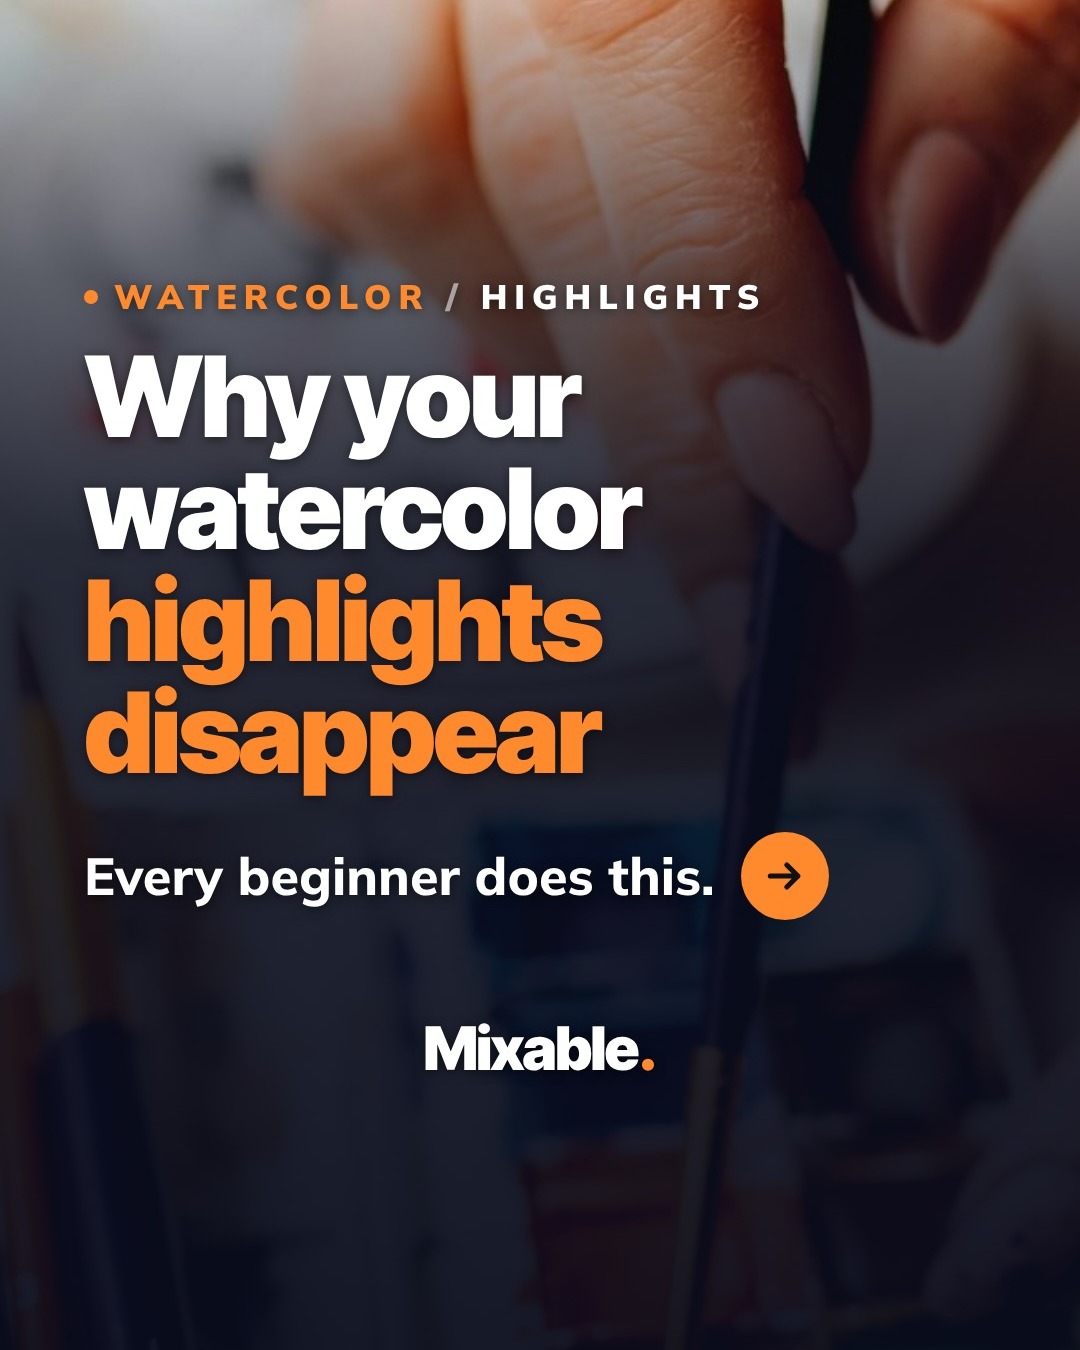 • WATERCOLOR / HIGHLIGHTS
Why your
watercolor
highlights
disappear
Every beginner does this. →
Mixable.